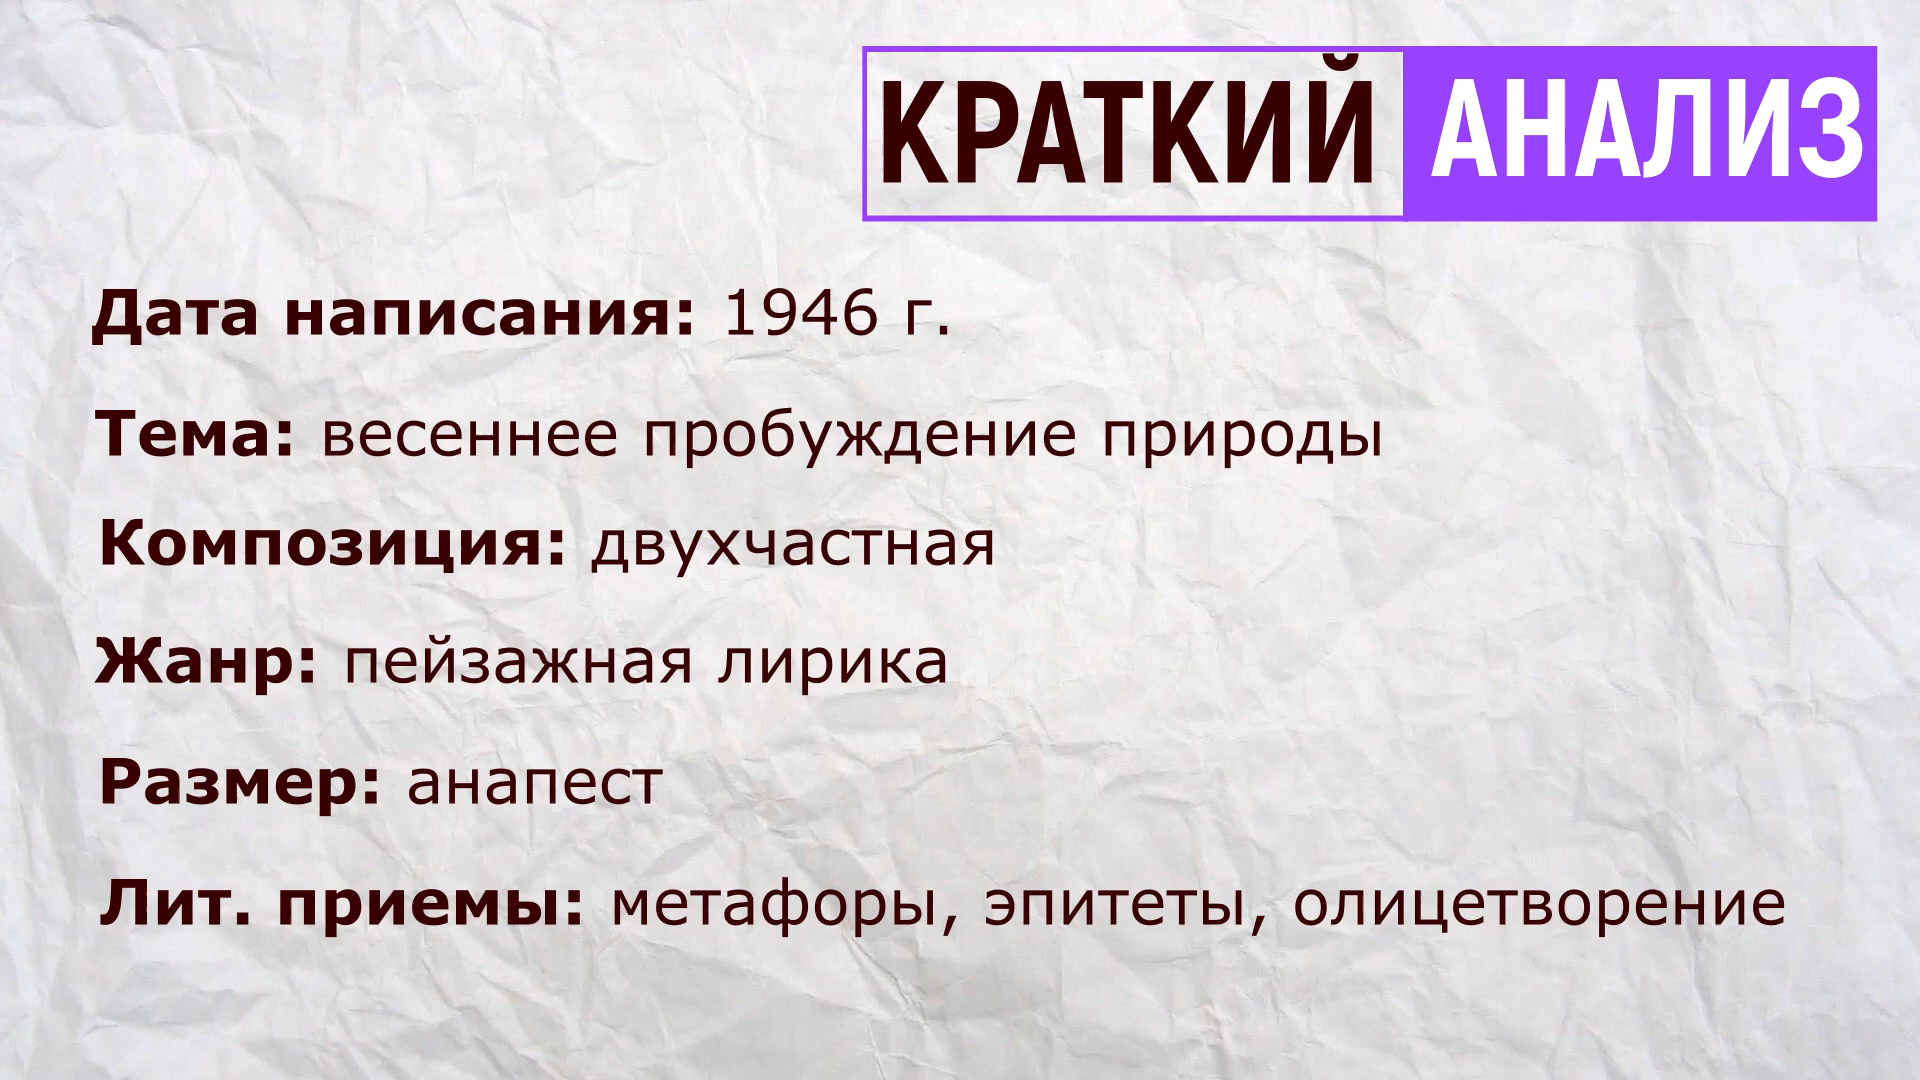 КРАТКИЙ АНАЛИЗ
Дата написания: 1946 г.
Тема: весеннее пробуждение природы
Композиция: двухчастная
Жанр: пейзажная лирика
Размер: анапест
Лит. приемы: метафоры, эпитеты, олицетворение